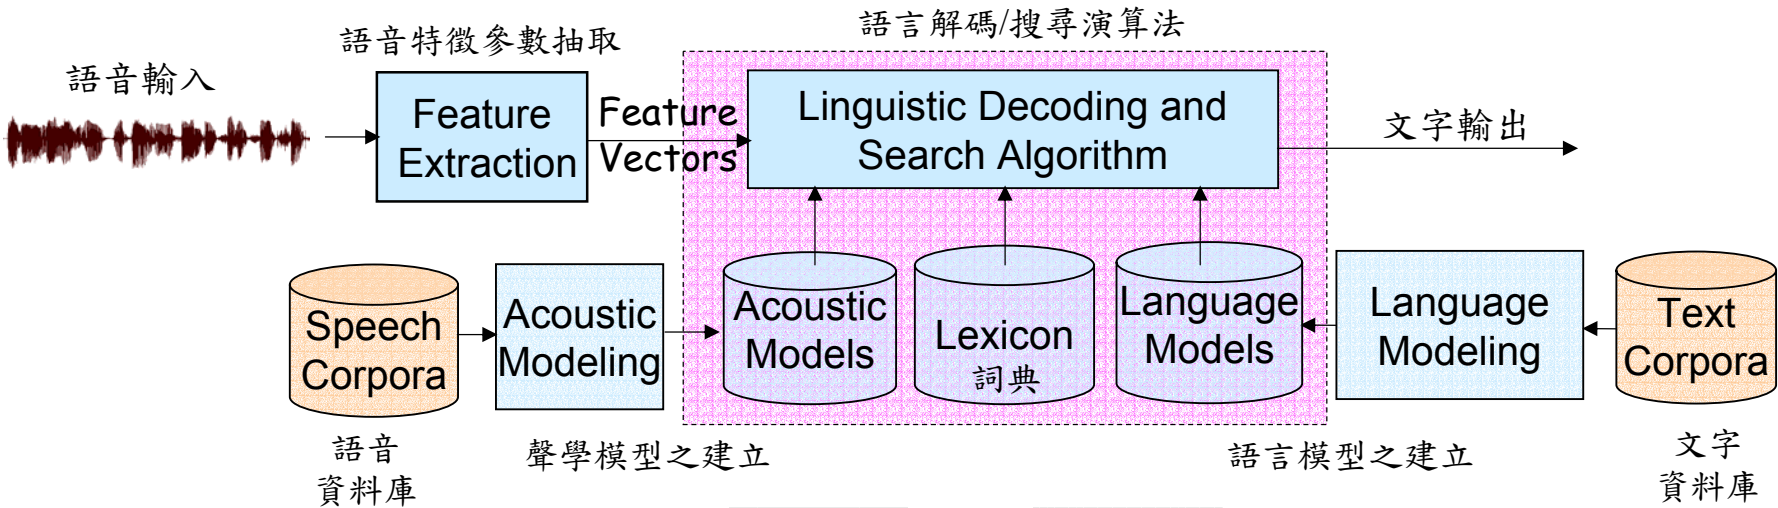 語言解碼/搜尋演算法
語音特徵參數抽取
語音輸入
Feature
Extraction
Feature
Vectors
Linguistic Decoding and
Search Algorithm
文字輸出
Speech
Corpora
Acoustic
Modeling
Acoustic
Models
Lexicon
詞典
Language
Models
Language
Modeling
Text
Corpora
語音
資料庫
聲學模型之建立
語言模型之建立
文字
資料庫